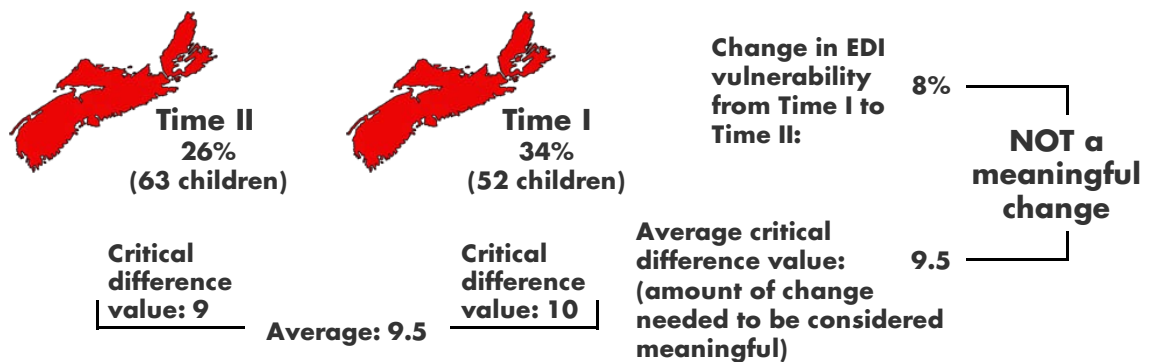 Time II
26%
(63 children)
Time I
34%
(52 children)
Change in EDI
vulnerability
from Time I to
Time II:
8%
NOT a
meaningful
change
Critical
difference
value: 9
Critical
difference
value: 10
Average: 9.5
Average critical
difference value:
(amount of change
needed to be considered
meaningful)
9.5